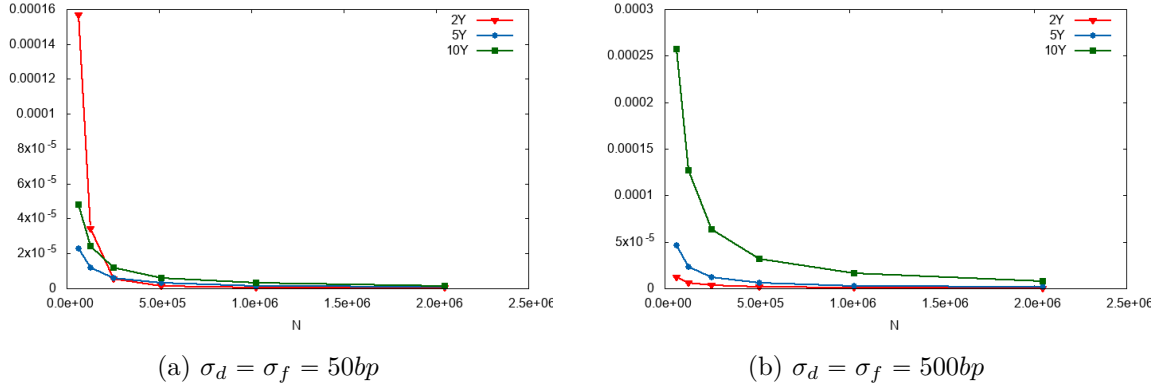 0.00016
0.00014
0.00012
0.0001
8x10-5
6x10-5
4x10-5
2x10-5
0
0.0e+00
5.0e+05
1.0e+06
1.5e+06
2.0e+06
2.5e+06
N
2Y
5Y
10Y
(a) σd = σf = 50bp
0.0003
0.00025
0.0002
0.00015
0.0001
5x10-5
0
0.0e+00
5.0e+05
1.0e+06
1.5e+06
2.0e+06
2.5e+06
N
2Y
5Y
10Y
(b) σd = σf = 500bp